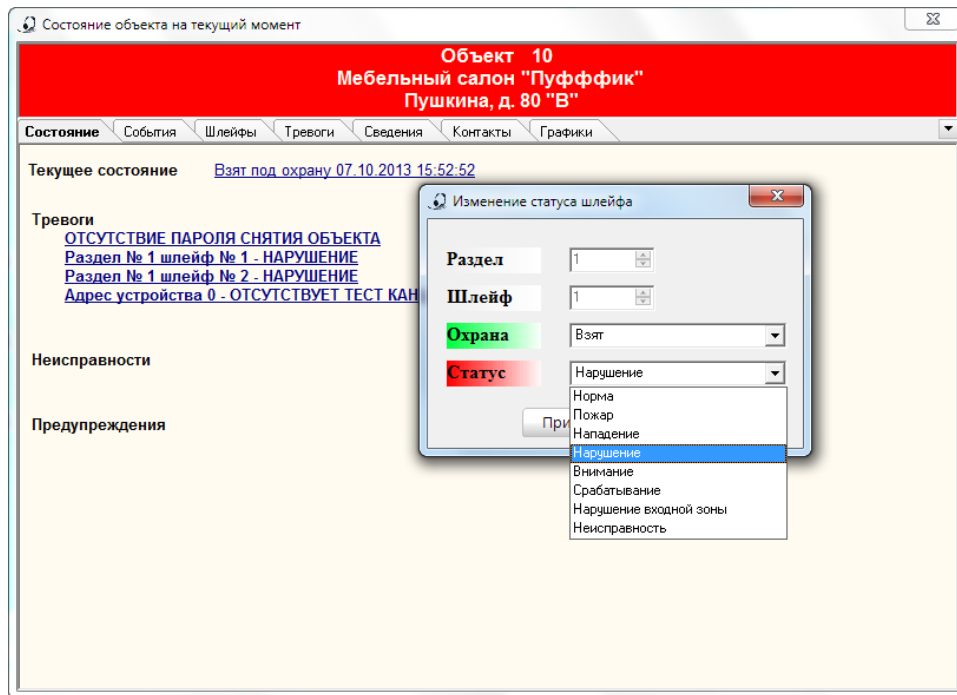 Состояние объекта на текущий момент
Объект 10
Мебельный салон "Пуфффик"
Пушкина, д. 80 "В"
Состояние События Шлейфы Тревоги Сведения Контакты Графики
Текущее состояние Взят под охрану 07.10.2013 15:52:52
Тревоги
ОТСУТСТВИЕ ПАРОЛЯ СНЯТИЯ ОБЪЕКТА
Раздел № 1 шлейф № 1 - НАРУШЕНИЕ
Раздел № 1 шлейф № 2 - НАРУШЕНИЕ
Адрес устройства 0 - ОТСУТСТВУЕТ ТЕСТ
Неисправности
Предупреждения
Изменение статуса шлейфа
Раздел 1
Шлейф 1
Охрана Взят
Статус Нарушение
Норма
Пожар
Нападение
Нарушение
Внимание
Срабатывание
Нарушение входной зоны
Неисправность